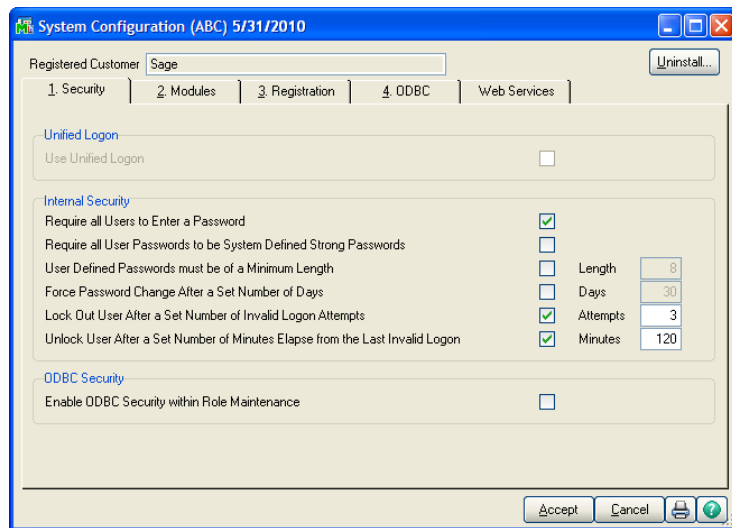 System Configuration (ABC) 5/31/2010
Registered Customer Sage Uninstall...
1. Security 2. Modules 3. Registration 4. ODBC Web Services
Unified Logon
Use Unified Logon
Internal Security
Require all Users to Enter a Password
Require all User Passwords to be System Defined Strong Passwords
User Defined Passwords must be of a Minimum Length Length 8
Force Password Change After a Set Number of Days Days 30
Lock Out User After a Set Number of Invalid Logon Attempts Attempts 3
Unlock User After a Set Number of Minutes Elapse from the Last Invalid Logon Minutes 120
ODBC Security
Enable ODBC Security within Role Maintenance
Accept Cancel